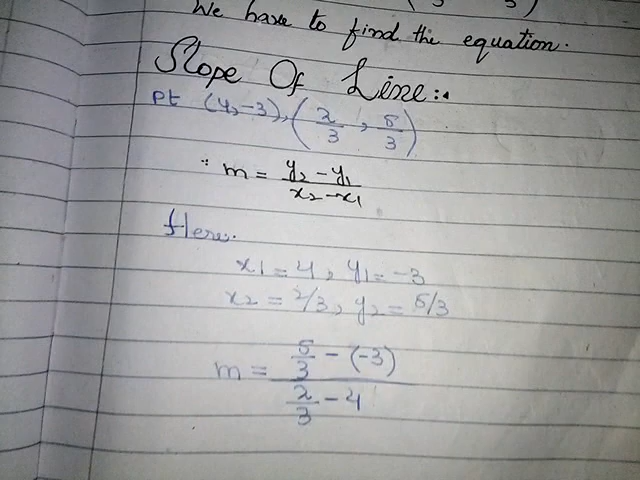 We have to find the equation.
Slope Of Line:.
pt (4,-3), (2/3, 5/3)
∵ m = y2 - y1 / x2 - x1
Here.
x1 = 4, y1 = -3
x2 = 2/3, y2 = 5/3
m = 5/3 - (-3) / 2/3 - 4